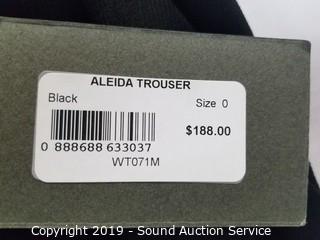 ALEIDA TROUSER
Black Size 0
$188.00
0 888688 633037
WT071M
Copyright 2019 - Sound Auction Service